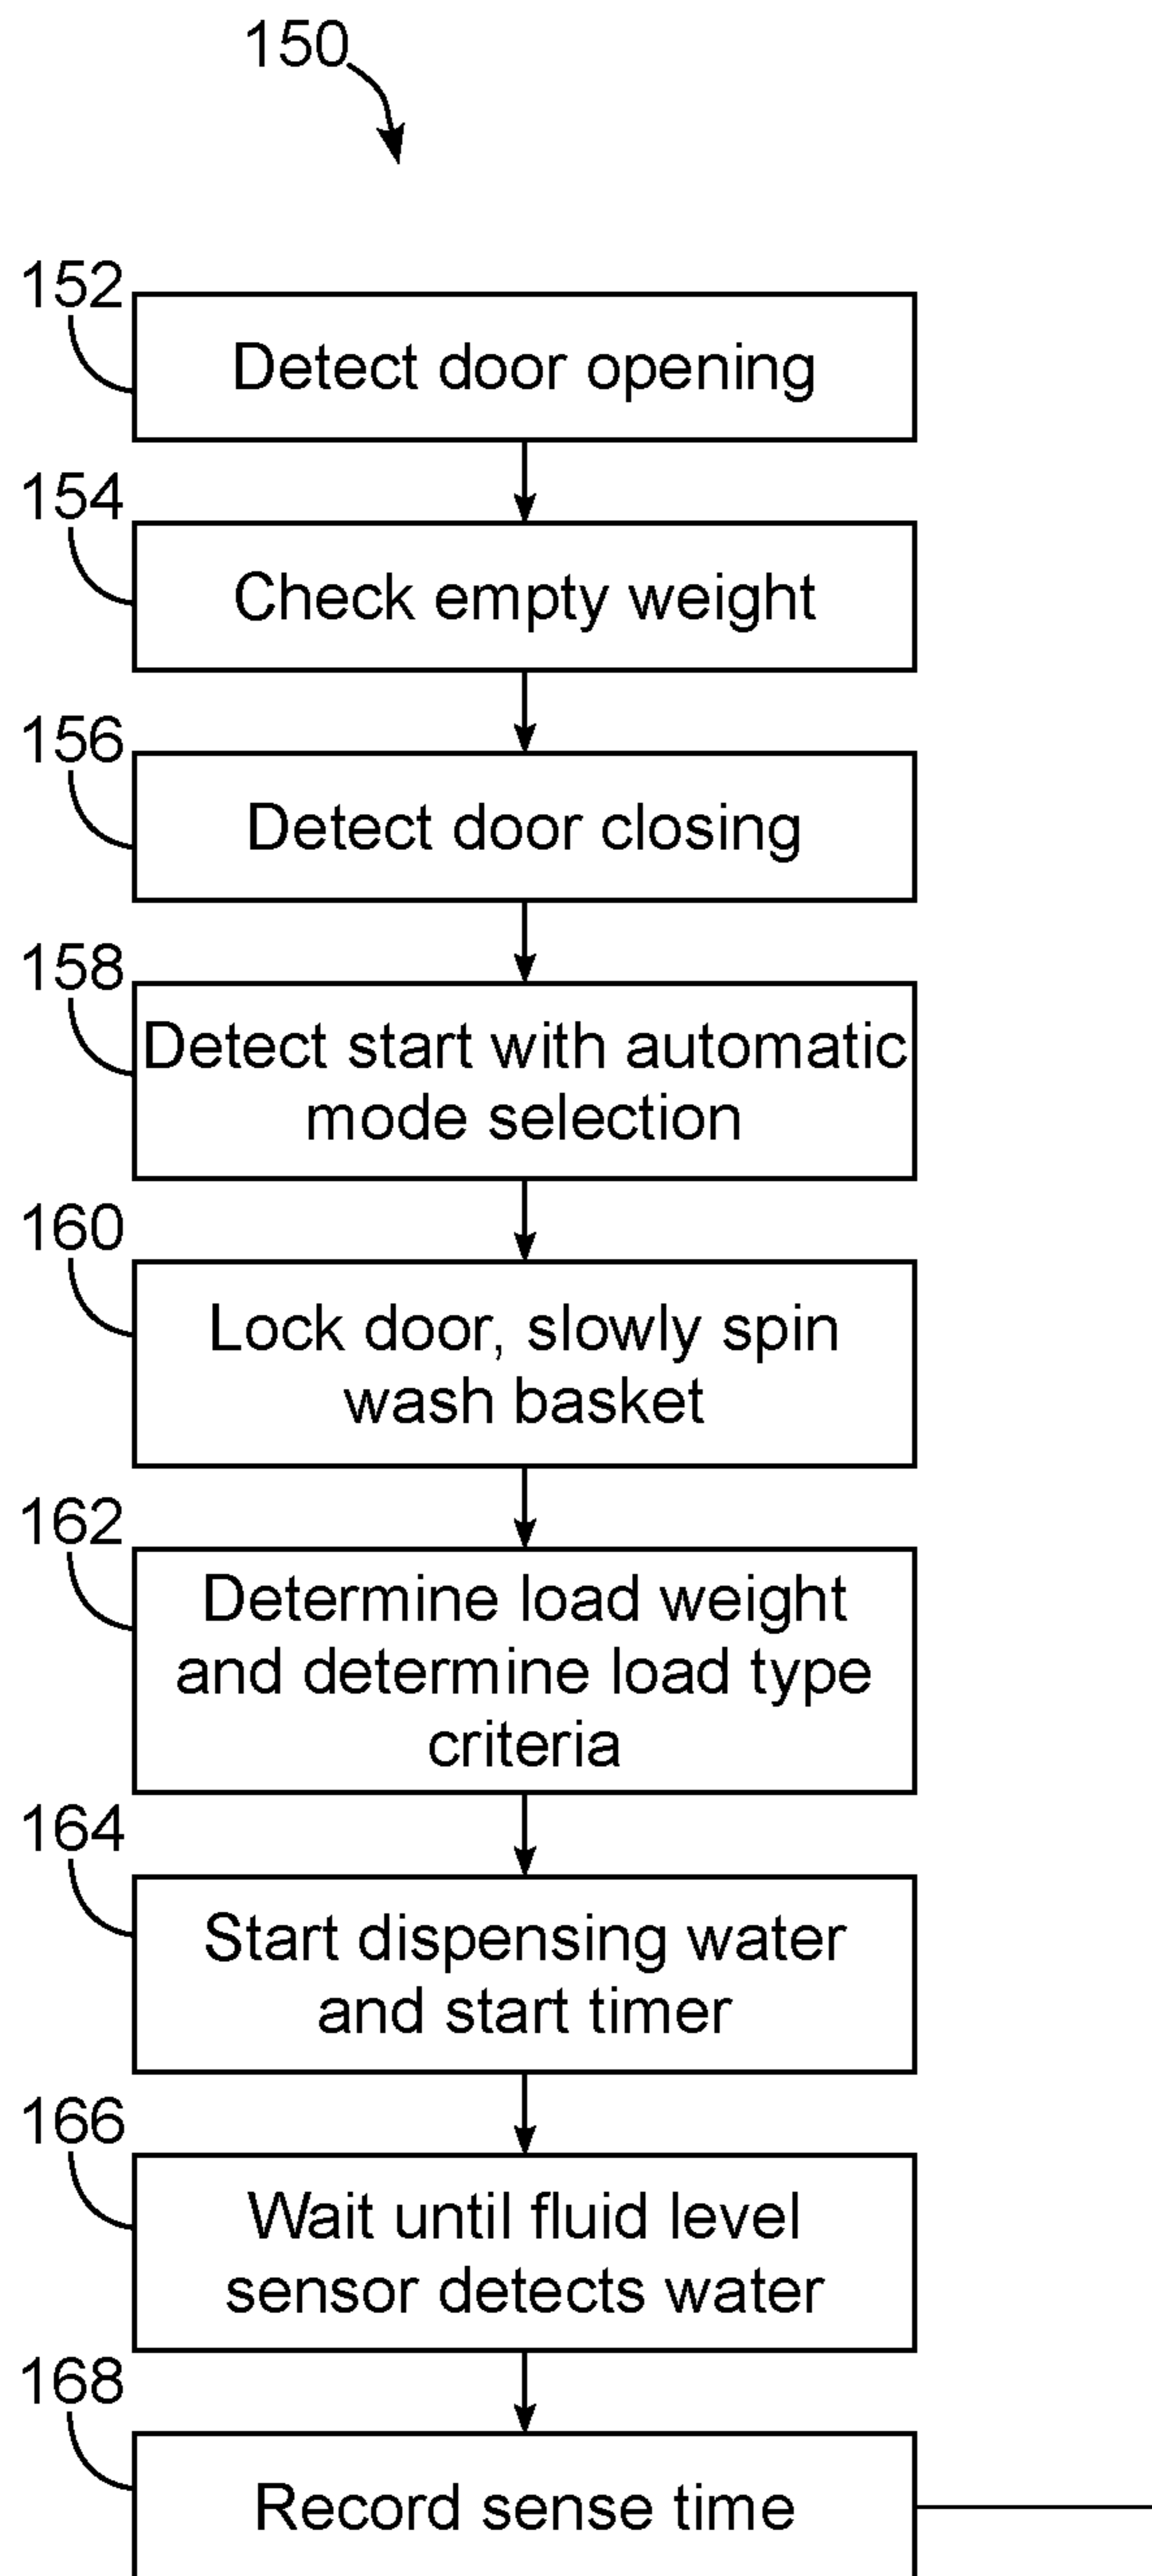 150
152
Detect door opening
154
Check empty weight
156
Detect door closing
158
Detect start with automatic
mode selection
160
Lock door, slowly spin
wash basket
162
Determine load weight
and determine load type
criteria
164
Start dispensing water
and start timer
166
Wait until fluid level
sensor detects water
168
Record sense time